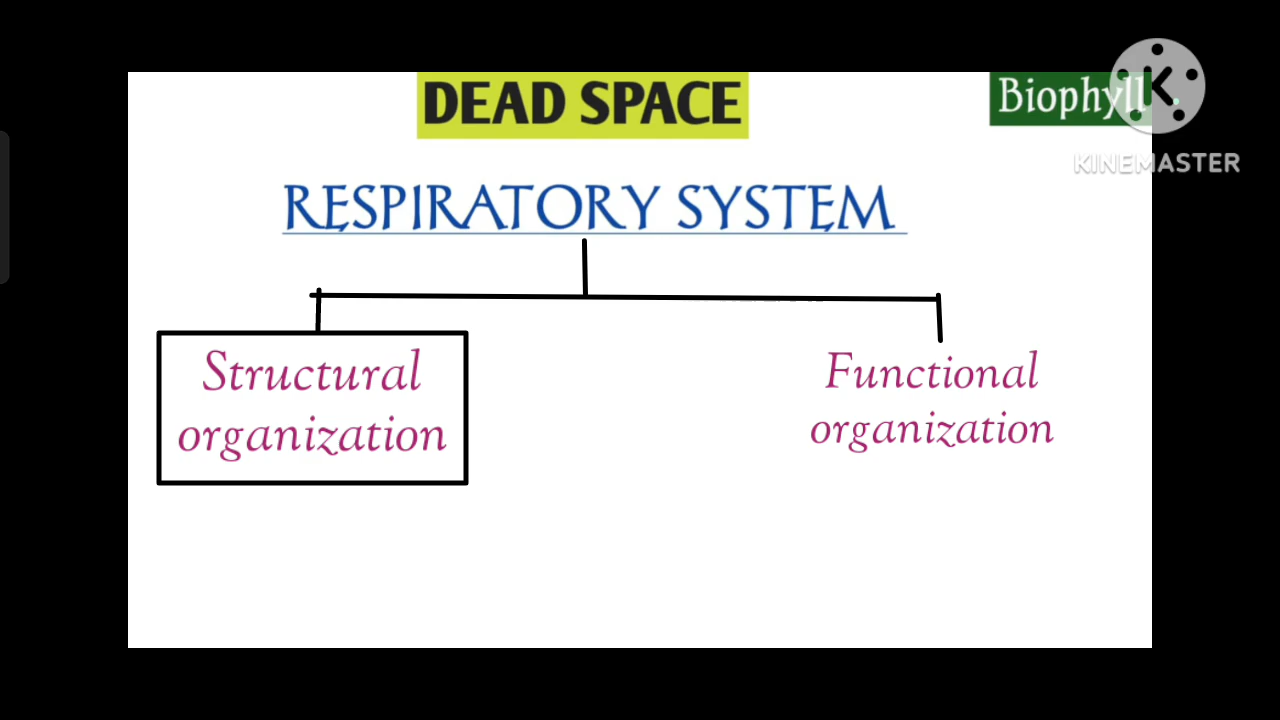 DEAD SPACE
Biophyll
KINEMASTER
RESPIRATORY SYSTEM
Structural
organization
Functional
organization